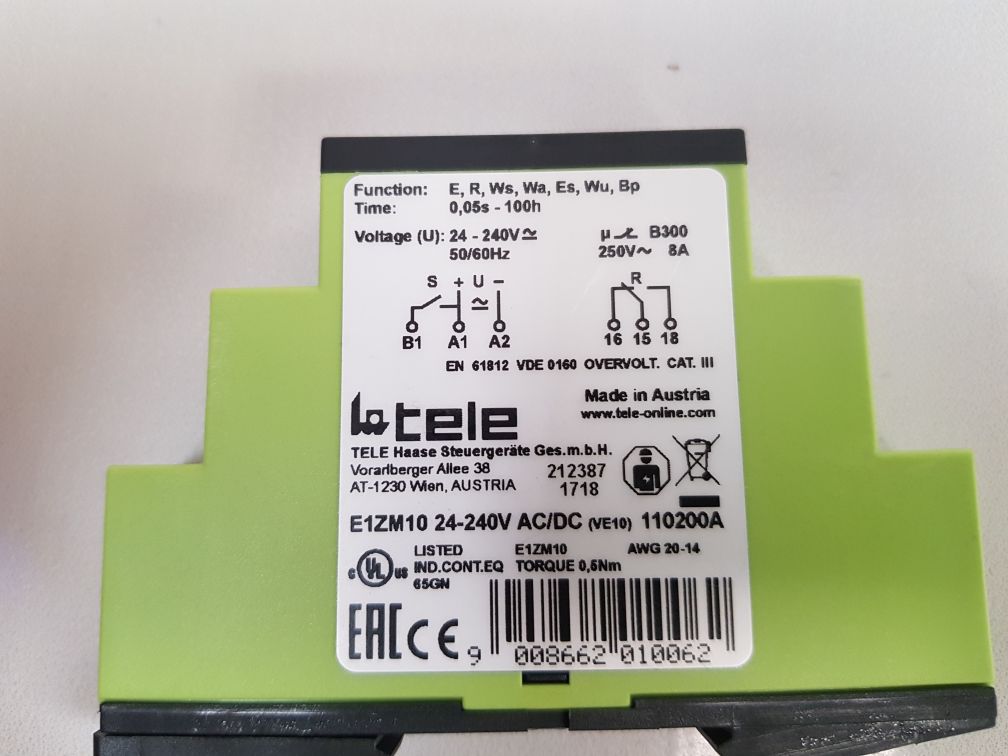 Function: E, R, Ws, Wa, Es, Wu, Bp
Time: 0,05s - 100h
Voltage (U): 24 - 240V≂ µ B300
50/60Hz 250V~ 8A
S + U − R
≂
B1 A1 A2 16 15 18
EN 61812 VDE 0160 OVERVOLT. CAT. III
Made in Austria
www.tele-online.com
tele
TELE Haase Steuergeräte Ges.m.b.H.
Vorarlberger Allee 38 212387
AT-1230 Wien, AUSTRIA 1718
E1ZM10 24-240V AC/DC (VE10) 110200A
LISTED E1ZM10 AWG 20-14
c UL us IND.CONT.EQ TORQUE 0,5Nm
65GN
EAC CE
9 008662 010062